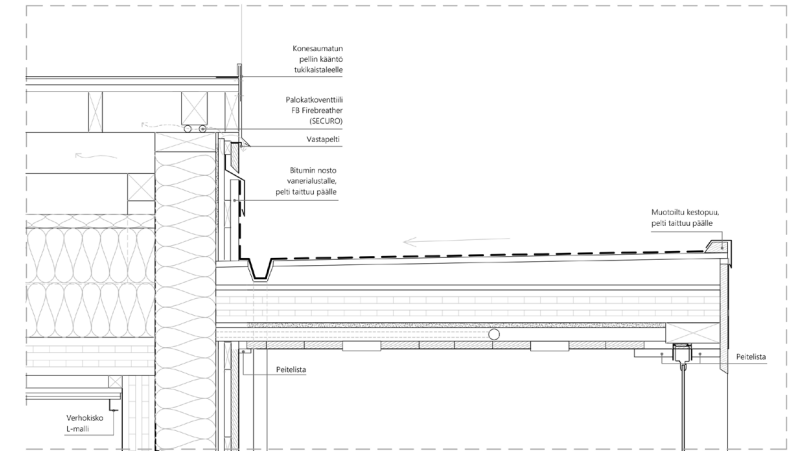 Konesaumatun
pellin kääntö
tukikaistaleelle
Palokatkoventtiili
FB Firebreather
(SECURO)
Vastapelti
Bitumin nosto
vanerialustalle,
pelti taittuu päälle
Muotoiltu kestopuu,
pelti taittuu päälle
Peitelista
Peitelista
Verhokisko
L-malli